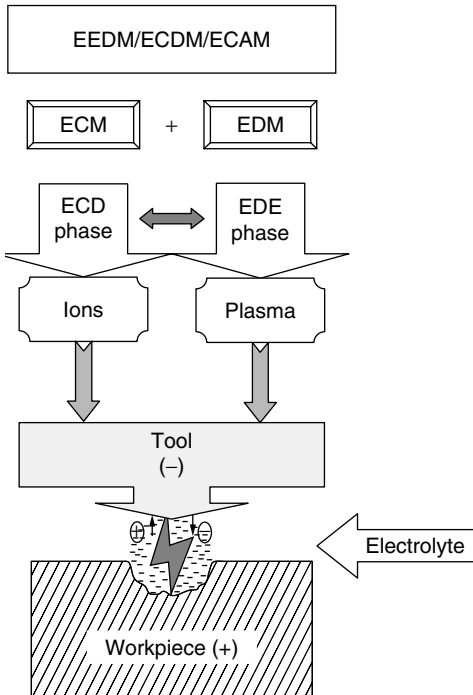 EEDM/ECDM/ECAM
ECM + EDM
ECD
phase
EDE
phase
Ions
Plasma
Tool
(−)
+
−
Electrolyte
Workpiece (+)